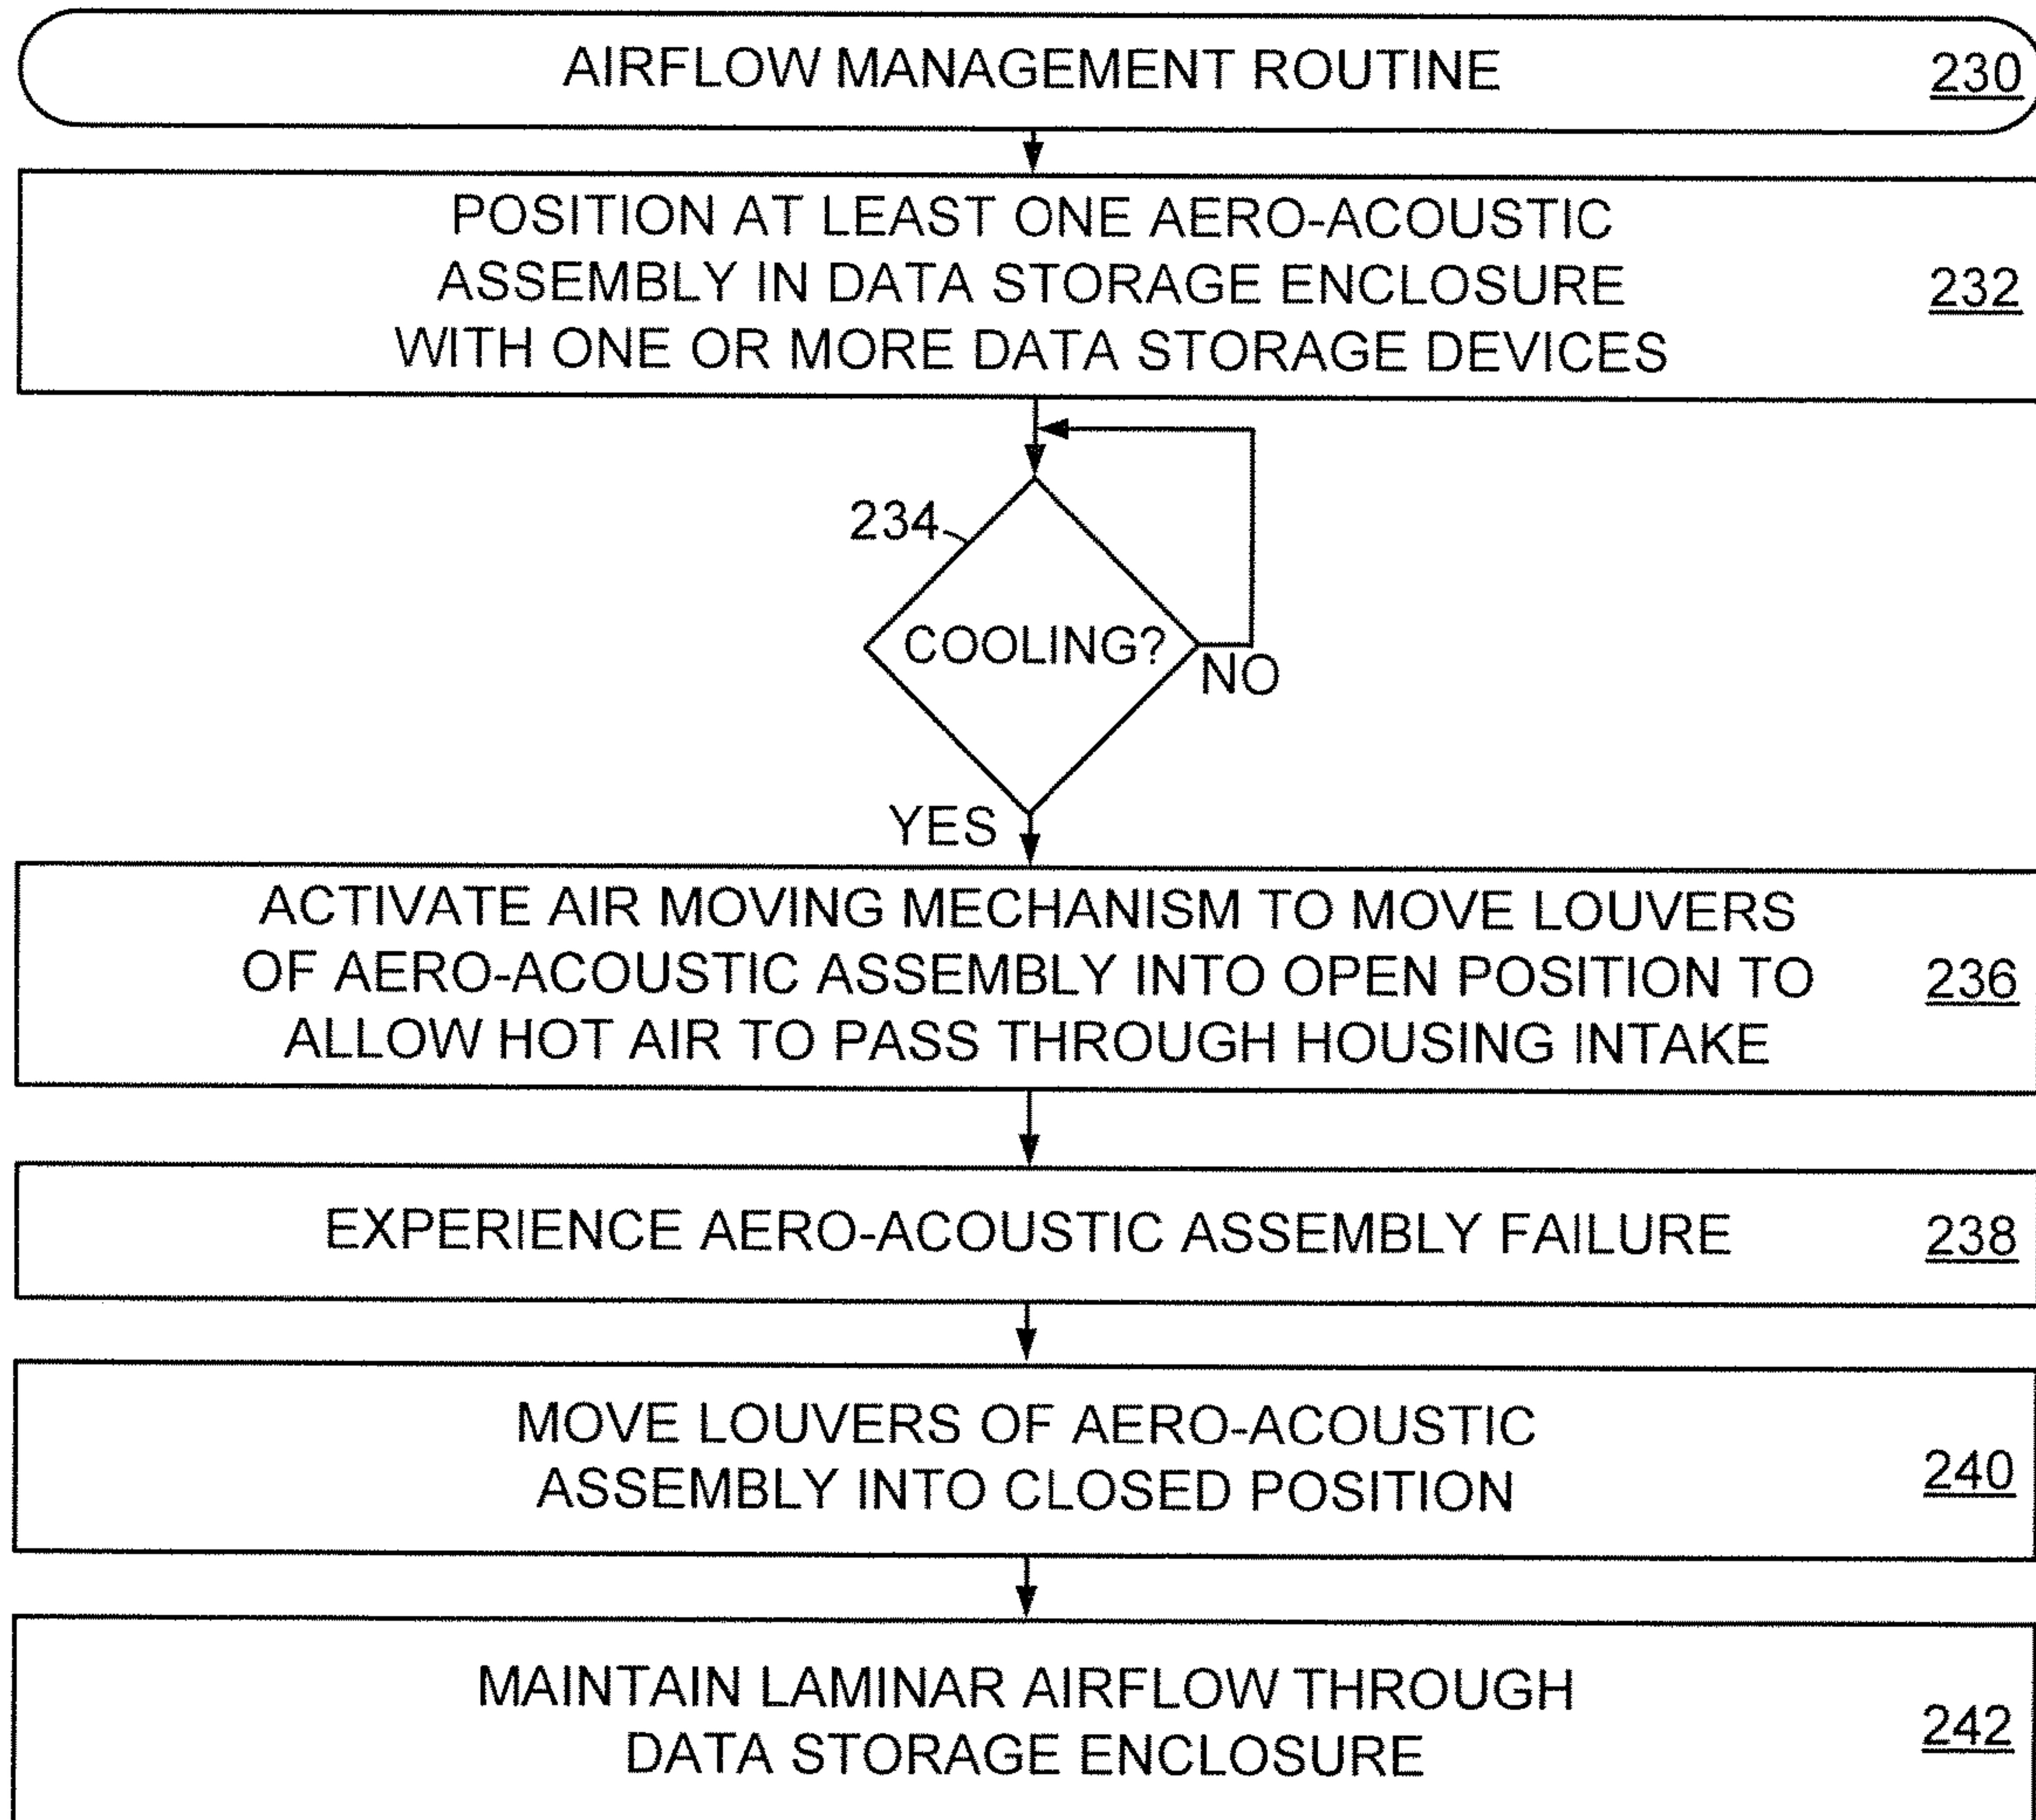 AIRFLOW MANAGEMENT ROUTINE 230
POSITION AT LEAST ONE AERO-ACOUSTIC
ASSEMBLY IN DATA STORAGE ENCLOSURE 232
WITH ONE OR MORE DATA STORAGE DEVICES
234
COOLING?
NO
YES
ACTIVATE AIR MOVING MECHANISM TO MOVE LOUVERS
OF AERO-ACOUSTIC ASSEMBLY INTO OPEN POSITION TO 236
ALLOW HOT AIR TO PASS THROUGH HOUSING INTAKE
EXPERIENCE AERO-ACOUSTIC ASSEMBLY FAILURE 238
MOVE LOUVERS OF AERO-ACOUSTIC
ASSEMBLY INTO CLOSED POSITION 240
MAINTAIN LAMINAR AIRFLOW THROUGH
DATA STORAGE ENCLOSURE 242